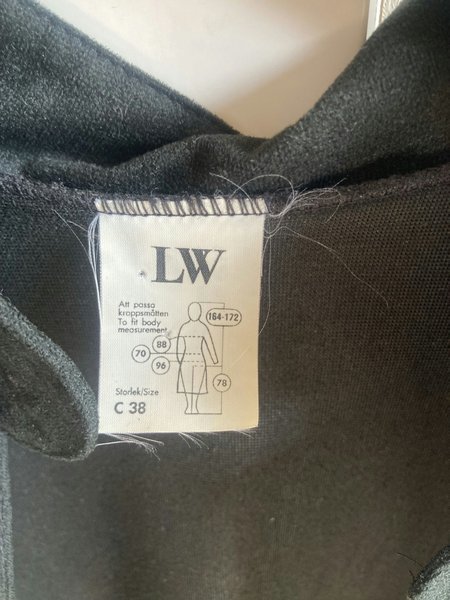 LW
Att passa
kroppsmåtten
To fit body
measurement
164-172
88
70
96
78
Storlek/Size
C 38